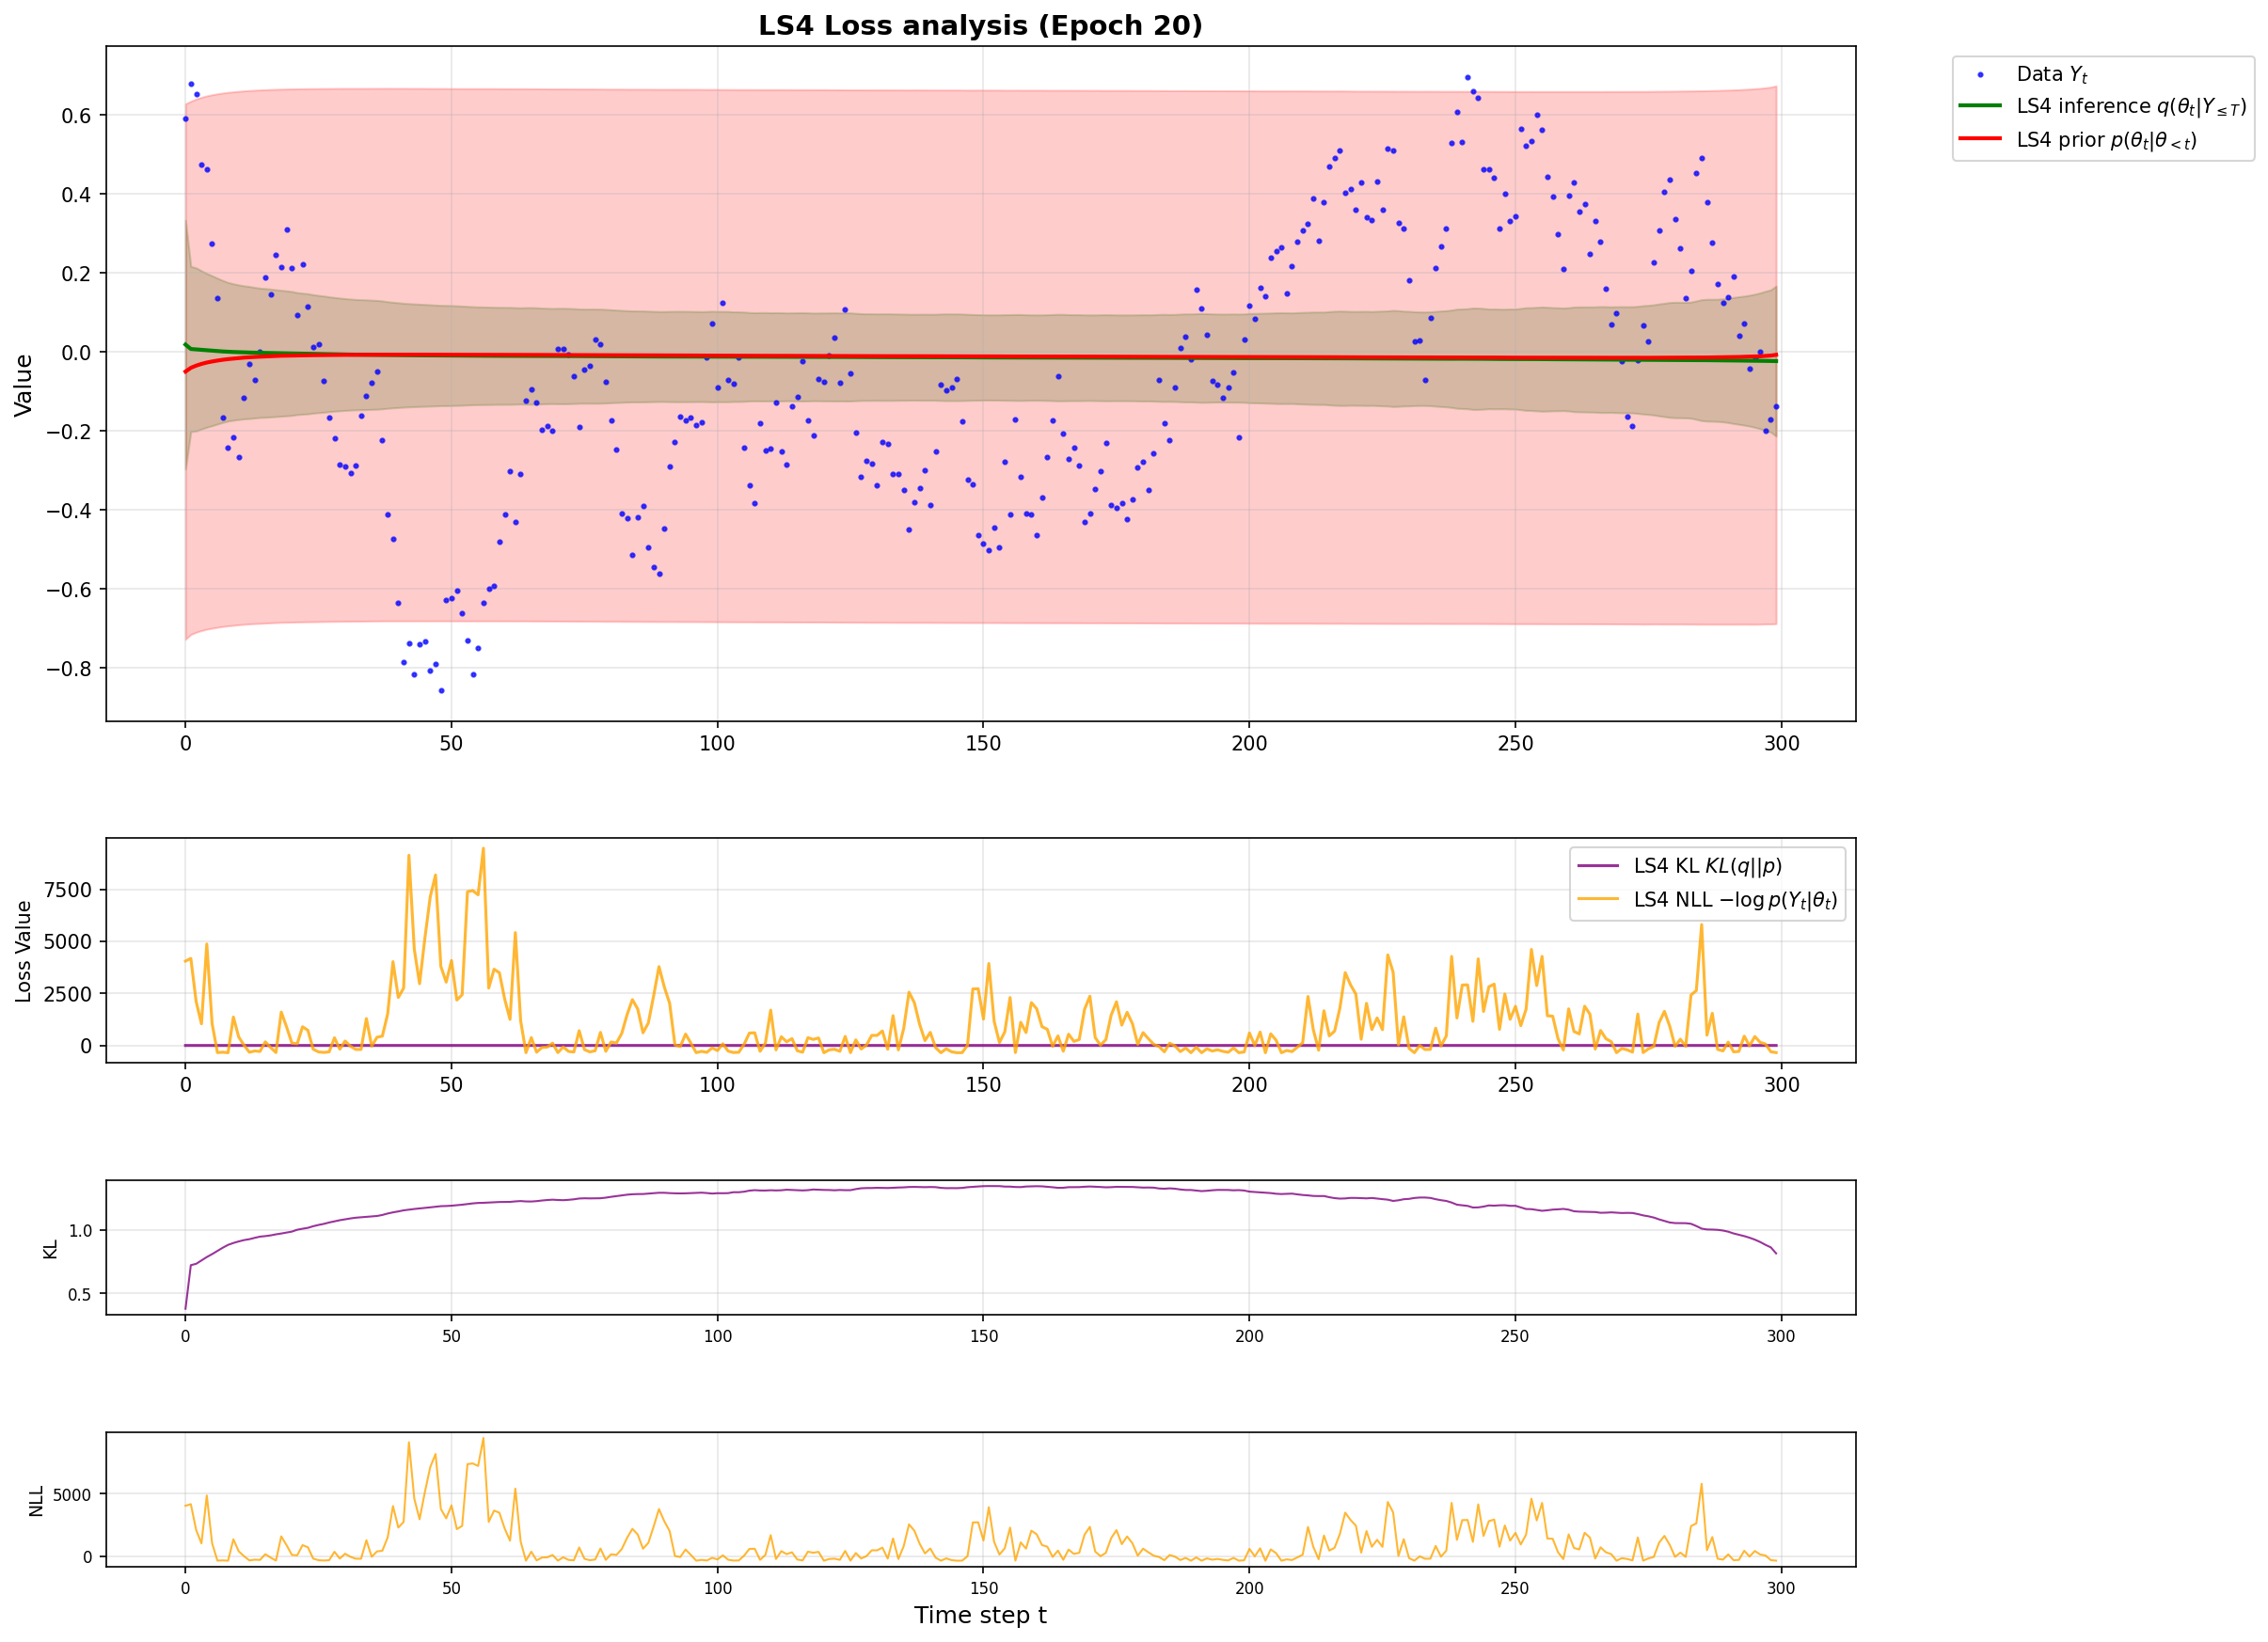 LS4 Loss analysis (Epoch 20)
Data Y_t
LS4 inference q(θ_t|Y_{≤T})
LS4 prior p(θ_t|θ_{<t})
Value
0.6
0.4
0.2
0.0
−0.2
−0.4
−0.6
−0.8
0 50 100 150 200 250 300
LS4 KL KL(q||p)
LS4 NLL −log p(Y_t|θ_t)
Loss Value
7500
5000
2500
0
0 50 100 150 200 250 300
KL
1.0
0.5
0 50 100 150 200 250 300
NLL
5000
0
0 50 100 150 200 250 300
Time step t